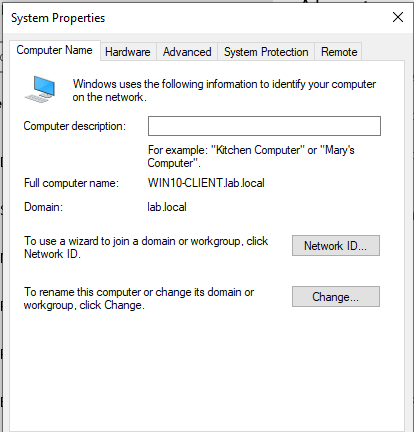 System Properties
Computer Name Hardware Advanced System Protection Remote
Windows uses the following information to identify your computer
on the network.
Computer description:
For example: "Kitchen Computer" or "Mary's
Computer".
Full computer name: WIN10-CLIENT.lab.local
Domain: lab.local
To use a wizard to join a domain or workgroup, click
Network ID.
Network ID...
To rename this computer or change its domain or
workgroup, click Change.
Change...